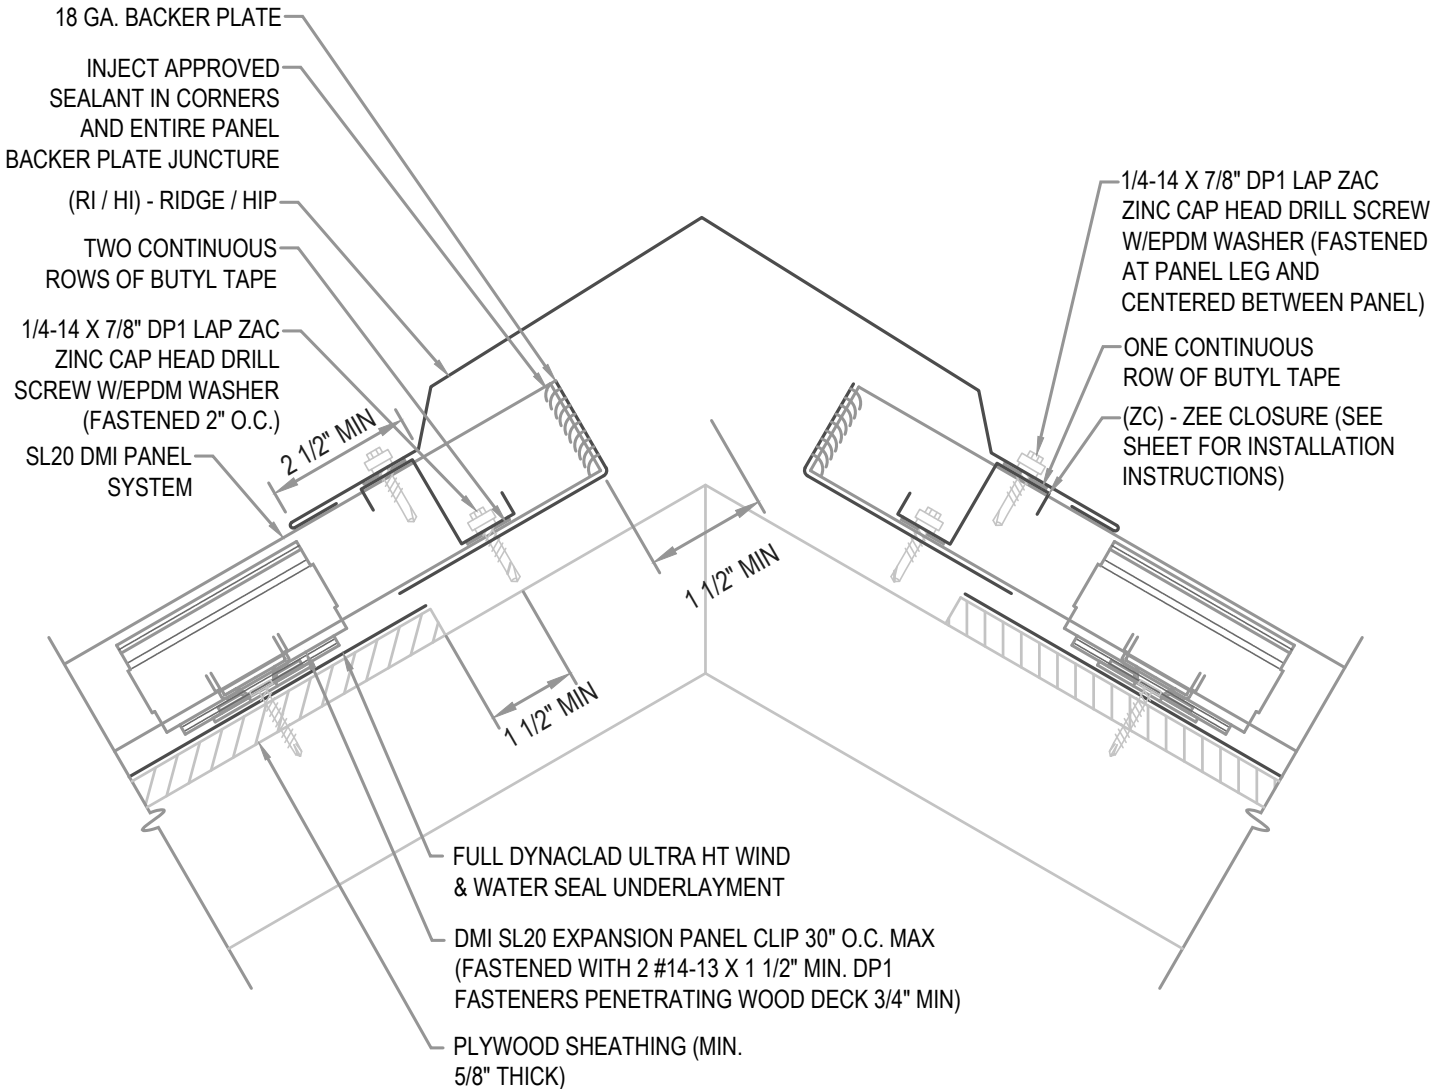 18 GA. BACKER PLATE
INJECT APPROVED
SEALANT IN CORNERS
AND ENTIRE PANEL
BACKER PLATE JUNCTURE
(RI / HI) - RIDGE / HIP
TWO CONTINUOUS
ROWS OF BUTYL TAPE
1/4-14 X 7/8" DP1 LAP ZAC
ZINC CAP HEAD DRILL
SCREW W/EPDM WASHER
(FASTENED 2" O.C.)
SL20 DMI PANEL
SYSTEM
2 1/2" MIN
1 1/2" MIN
1 1/2" MIN
1/4-14 X 7/8" DP1 LAP ZAC
ZINC CAP HEAD DRILL SCREW
W/EPDM WASHER (FASTENED
AT PANEL LEG AND
CENTERED BETWEEN PANEL)
ONE CONTINUOUS
ROW OF BUTYL TAPE
(ZC) - ZEE CLOSURE (SEE
SHEET FOR INSTALLATION
INSTRUCTIONS)
FULL DYNACLAD ULTRA HT WIND
& WATER SEAL UNDERLAYMENT
DMI SL20 EXPANSION PANEL CLIP 30" O.C. MAX
(FASTENED WITH 2 #14-13 X 1 1/2" MIN. DP1
FASTENERS PENETRATING WOOD DECK 3/4" MIN)
PLYWOOD SHEATHING (MIN.
5/8" THICK)